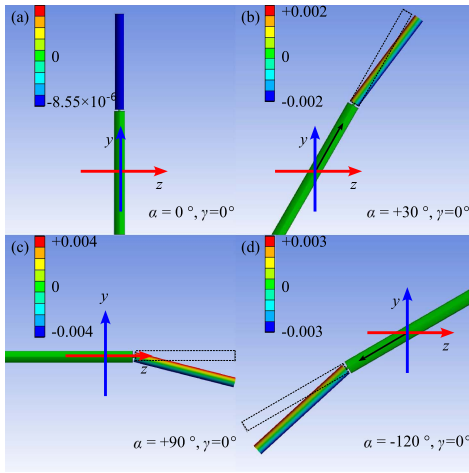 (a)
0
-8.55×10⁻⁶
y
z
α = 0 °, γ=0°
(b)
+0.002
0
-0.002
y
z
α = +30 °, γ=0°
(c)
+0.004
0
-0.004
y
z
α = +90 °, γ=0°
(d)
+0.003
0
-0.003
y
z
α = -120 °, γ=0°